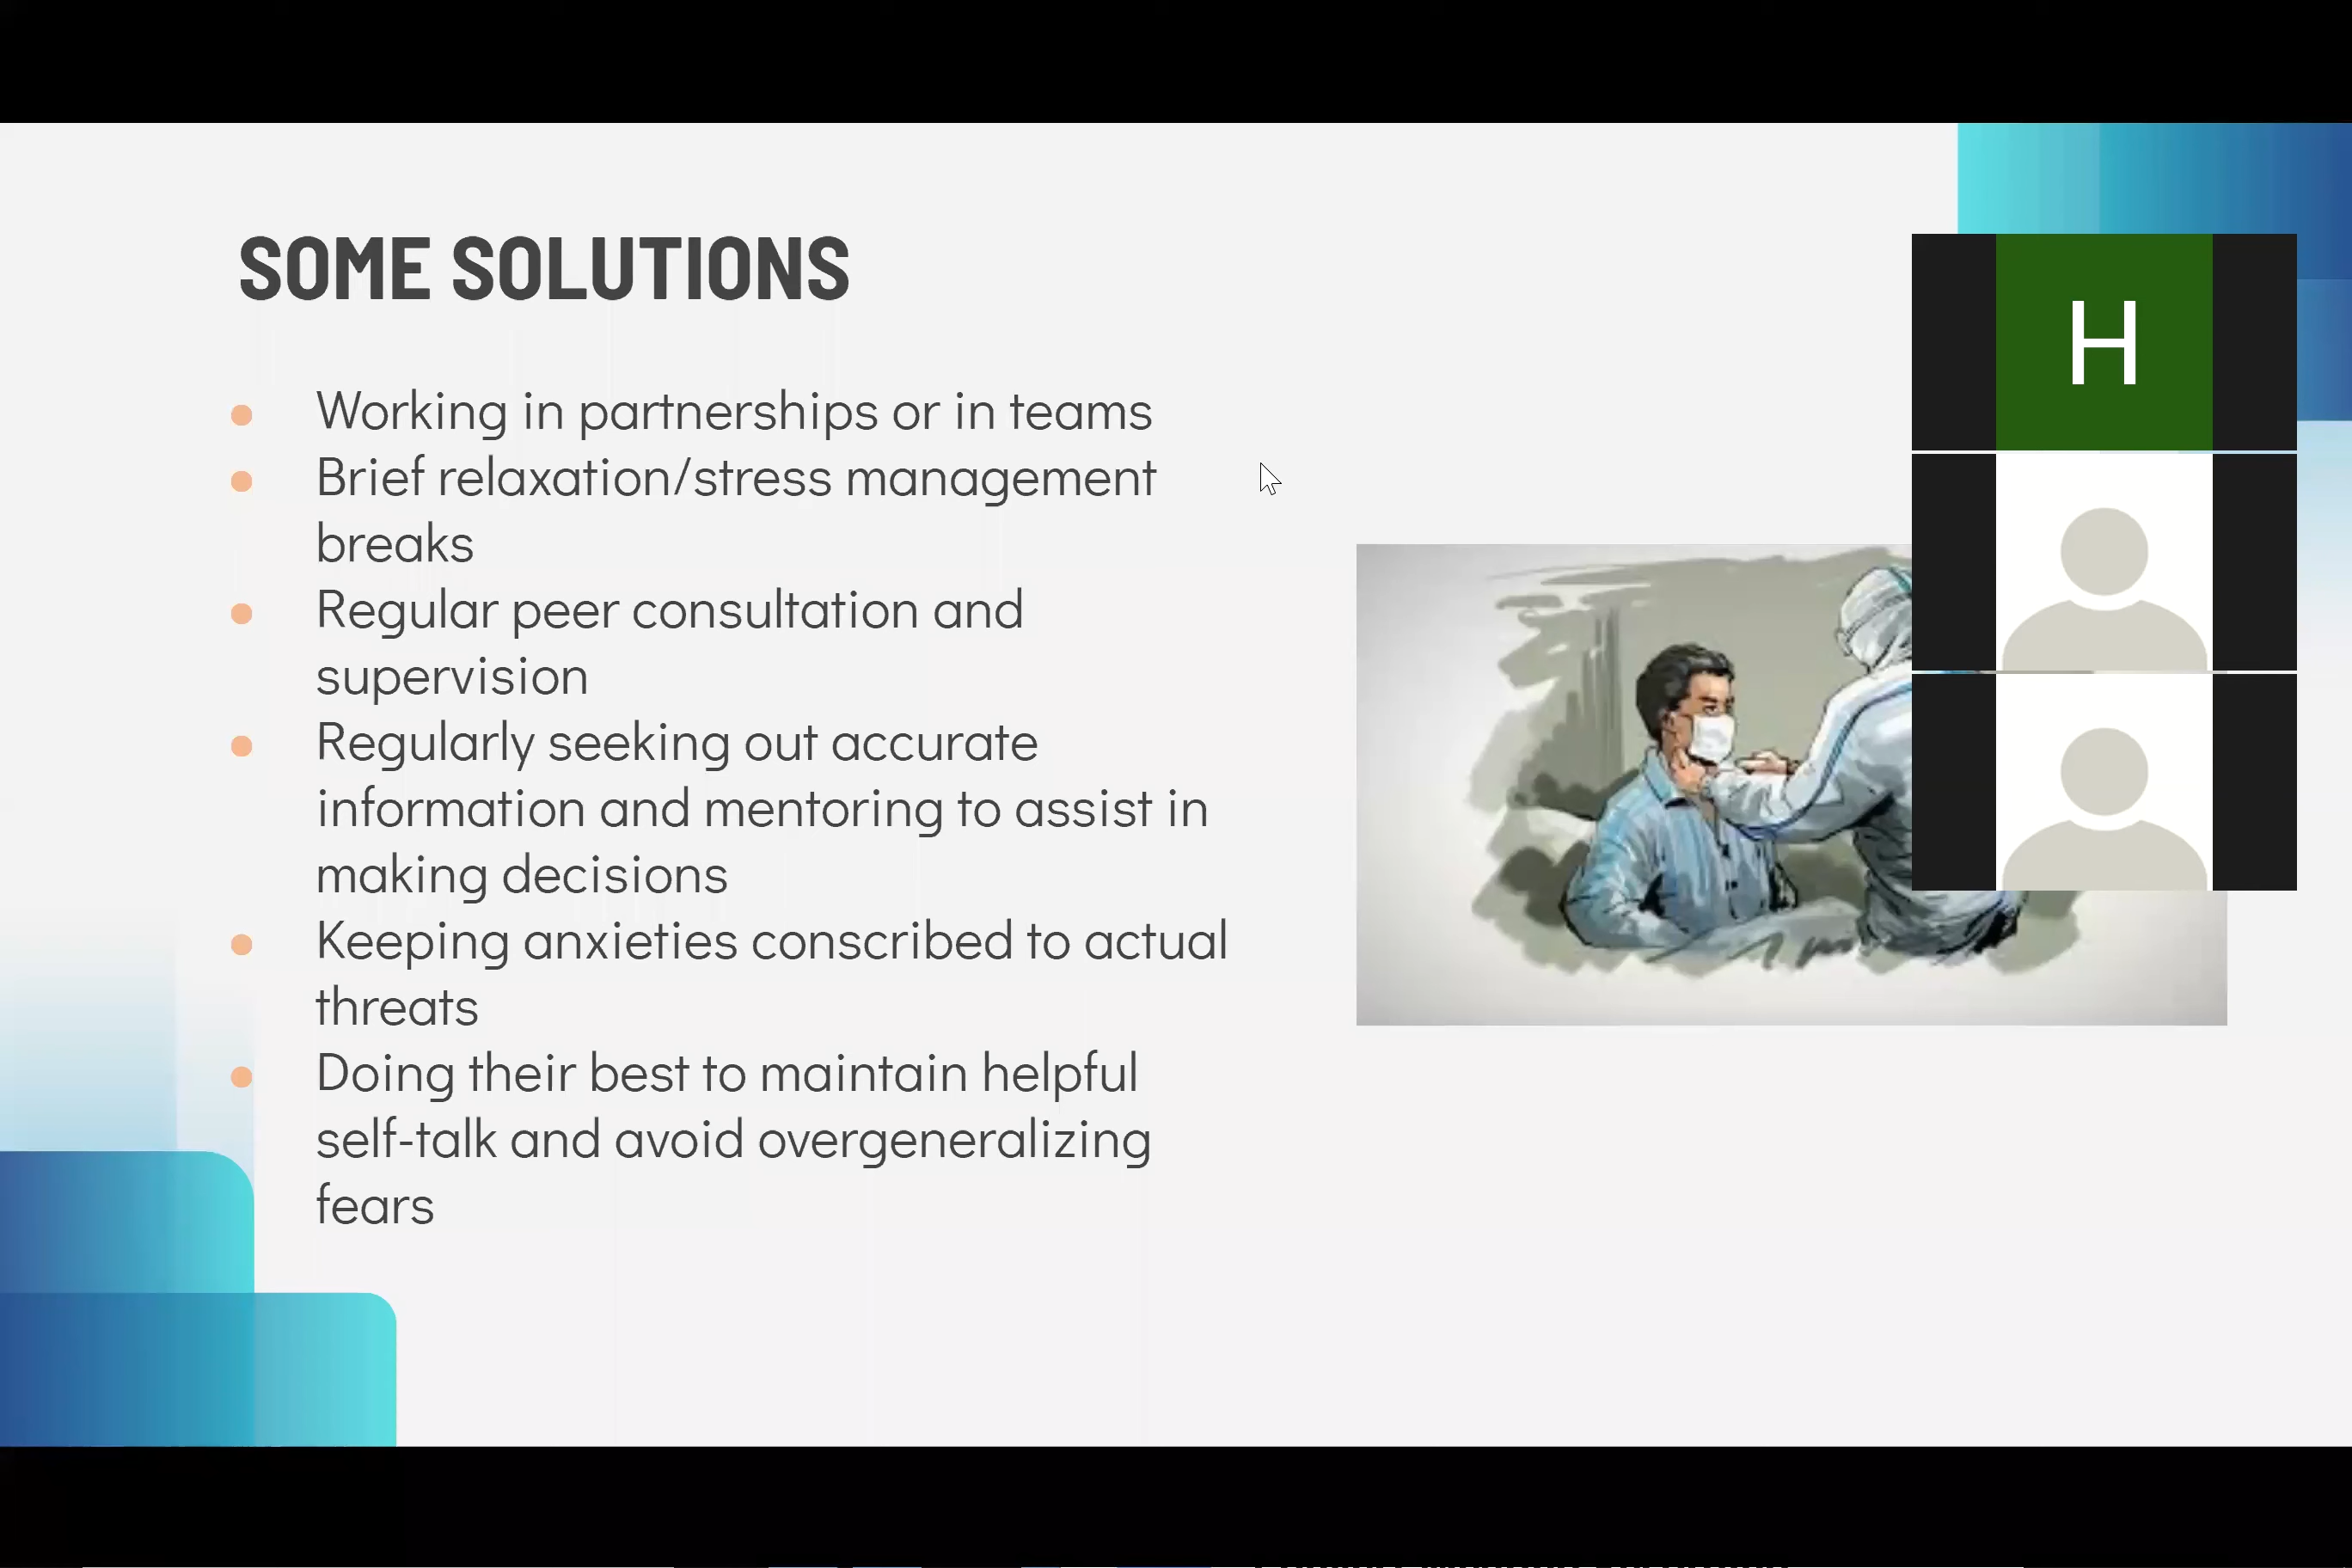 SOME SOLUTIONS
Working in partnerships or in teams
Brief relaxation/stress management
breaks
Regular peer consultation and
supervision
Regularly seeking out accurate
information and mentoring to assist in
making decisions
Keeping anxieties conscribed to actual
threats
Doing their best to maintain helpful
self-talk and avoid overgeneralizing
fears
H